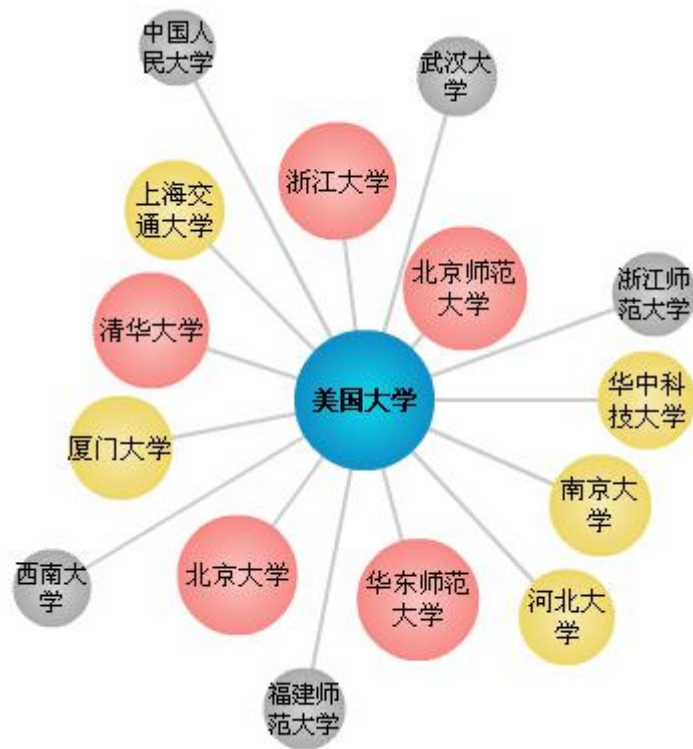 中国人
民大学
武汉大
学
浙江大学
上海交
通大学
北京师范
大学
浙江师
范大学
清华大学
华中科
技大学
美国大学
厦门大学
南京大
学
西南大
学
北京大学
华东师范
大学
河北大
学
福建师
范大学